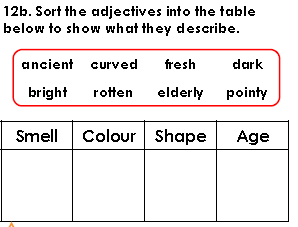 12b. Sort the adjectives into the table
below to show what they describe.
ancient curved fresh dark
bright rotten elderly pointy
Smell Colour Shape Age